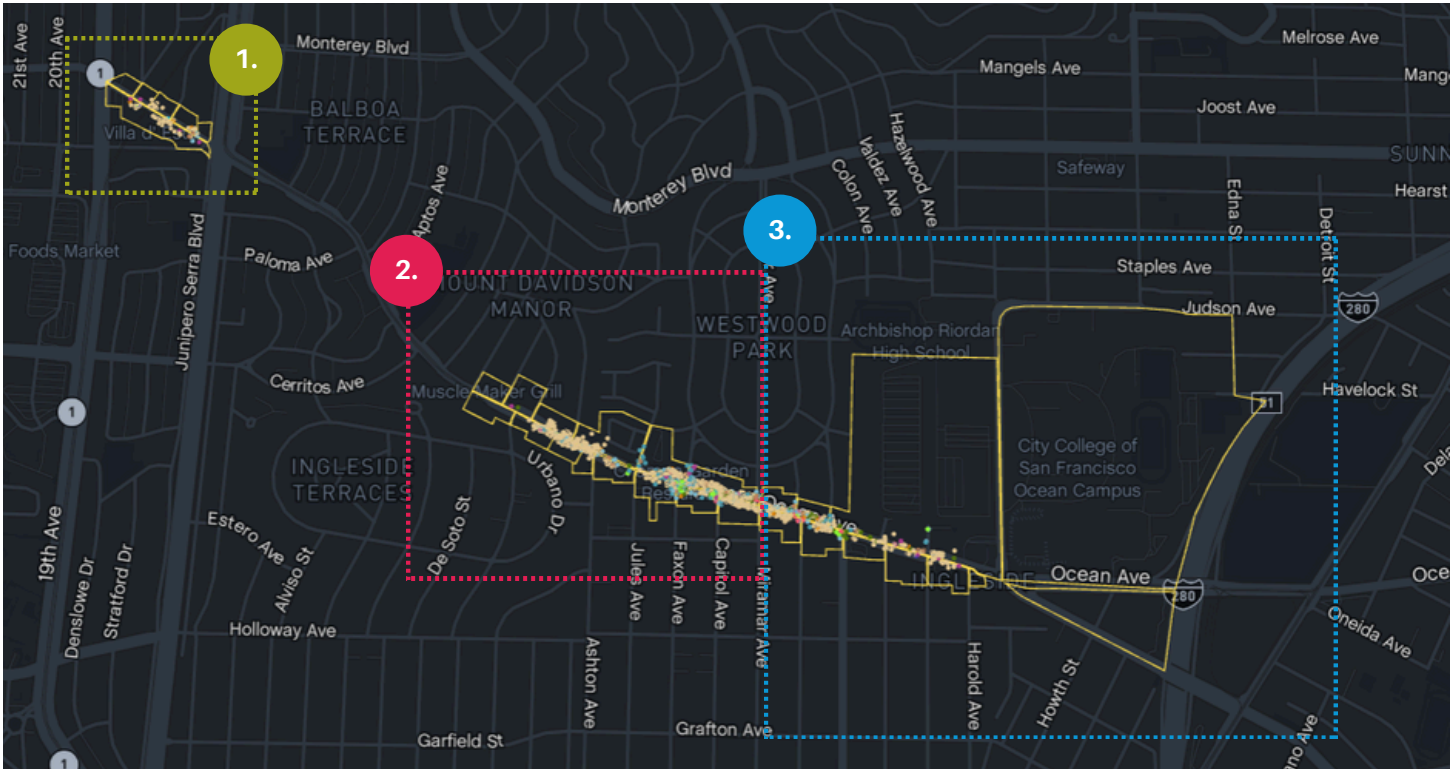 21st Ave
20th Ave
1
1.
Monterey Blvd
Melrose Ave
Mangels Ave
Joost Ave
BALBOA
TERRACE
Villa d'
Hazelwood Ave
Valdez Ave
Colon Ave
Safeway
SUNN
Monterey Blvd
Hearst
Edna St
Detroit St
Aptos Ave
Foods Market
Junipero Serra Blvd
Paloma Ave
2.
3.
Staples Ave
OUNT DAVIDSON
MANOR
Ave
Judson Ave
280
WESTWOOD
PARK
Archbishop Riordan
High School
Cerritos Ave
Muscle Maker Grill
Havelock St
1
City College of
San Francisco
Ocean Campus
INGLESIDE
TERRACES
Urbano Dr
Garden
De Soto St
Estero Ave
Alviso St
19th Ave
Denslowe Dr
Stratford Dr
Jules Ave
Faxon Ave
Capitol Ave
Miramar Ave
INGLESIDE
Ocean Ave
280
Oce
Oneida Ave
Holloway Ave
Ashton Ave
Harold Ave
Howth St
Garfield St
Grafton Ave
ano Ave
1